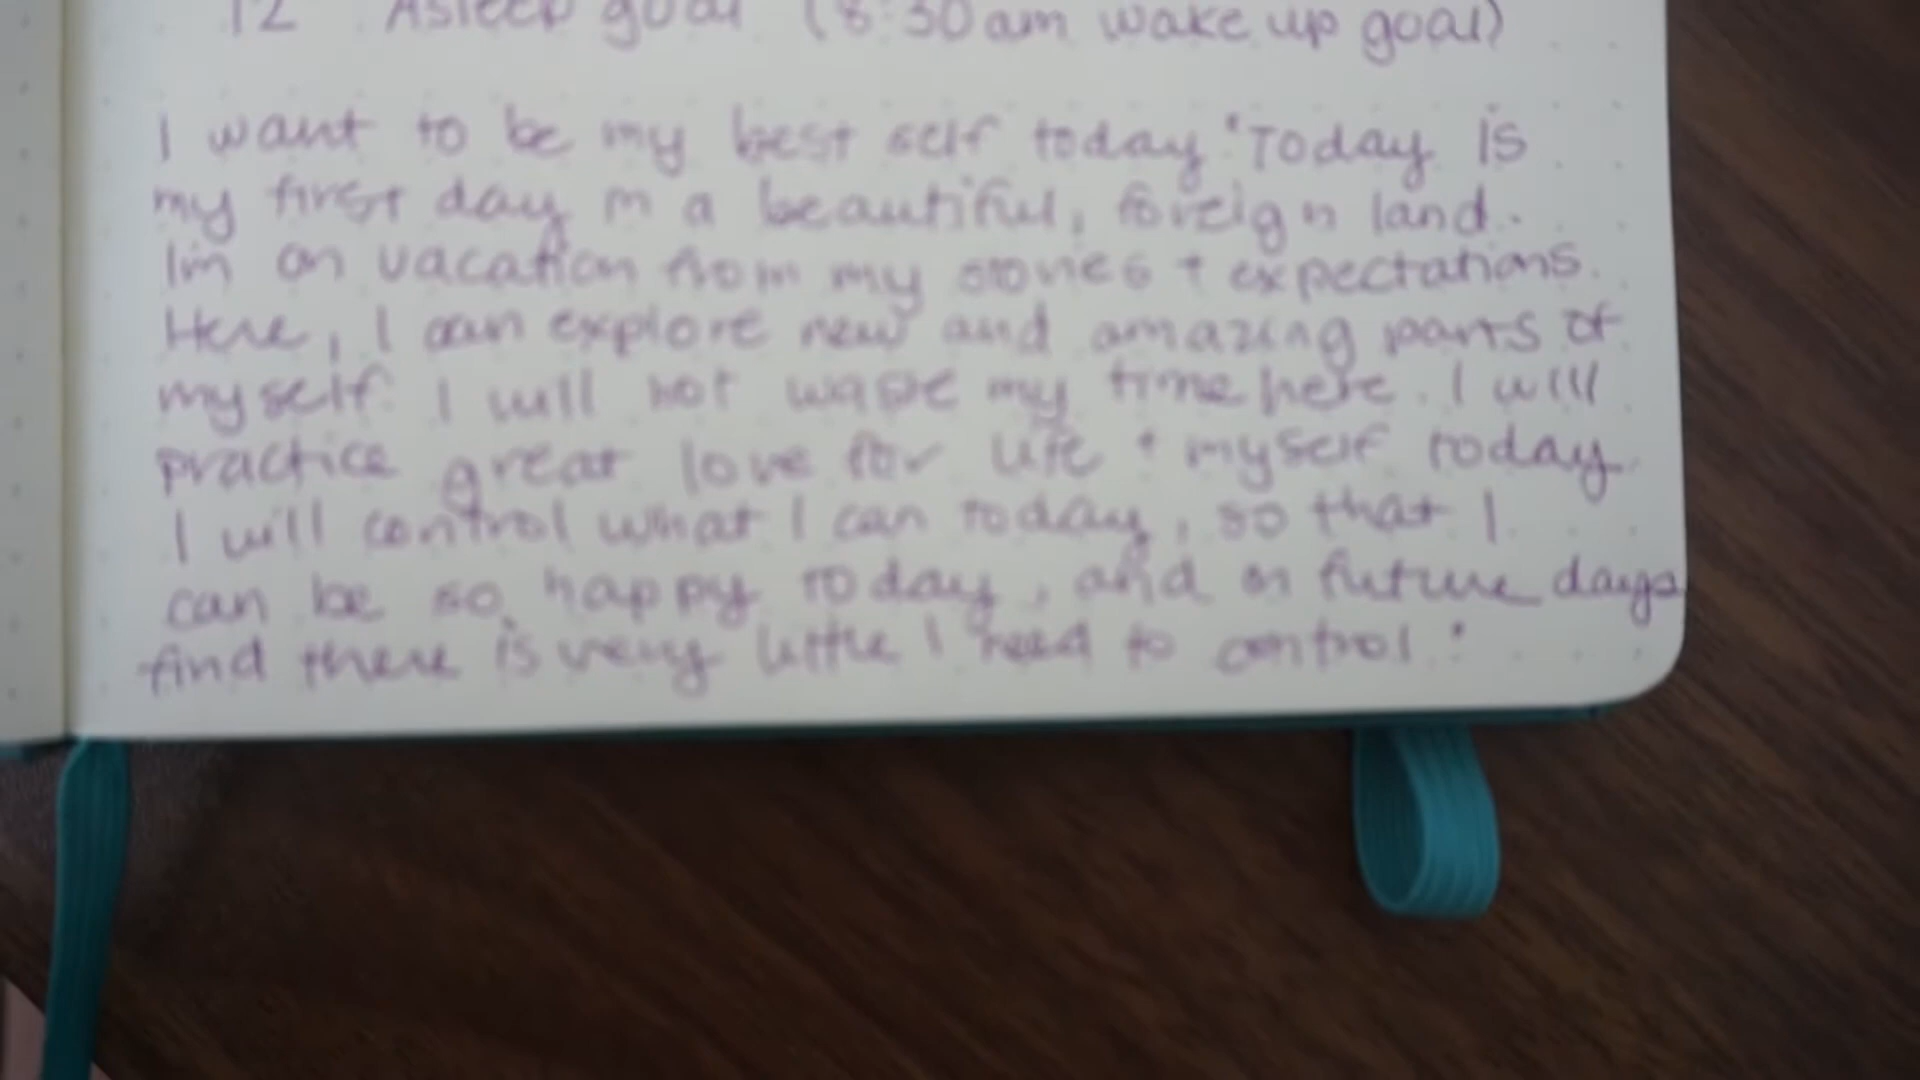 12 Asleep goal (8:30am wake up goal)
I want to be my best self today "Today is
my first day in a beautiful, foreign land.
I'm on vacation from my stories + expectations.
Here, I can explore new and amazing parts of
myself. I will not waste my time here. I will
practice great love for life + myself today.
I will control what I can today, so that I
can be so happy today, and on future days
find there is very little I need to control."